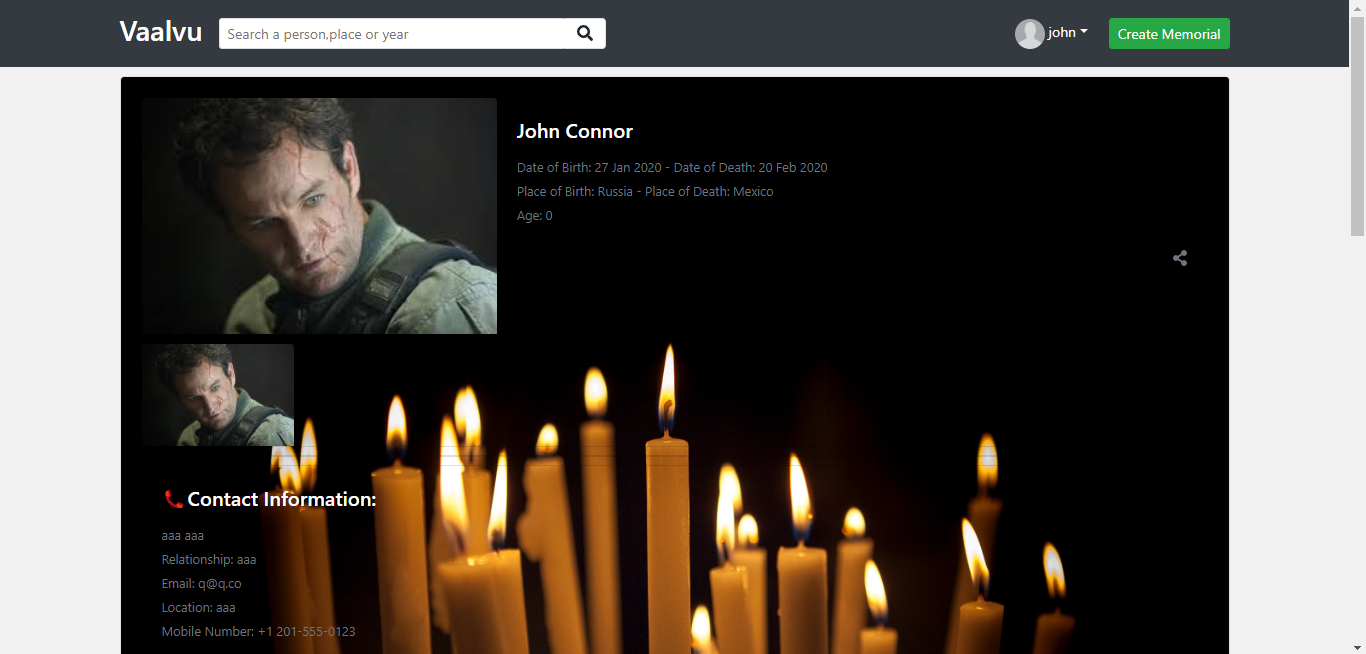 Vaalvu
Search a person,place or year
john
Create Memorial
John Connor
Date of Birth: 27 Jan 2020 - Date of Death: 20 Feb 2020
Place of Birth: Russia - Place of Death: Mexico
Age: 0
Contact Information:
aaa aaa
Relationship: aaa
Email: q@q.co
Location: aaa
Mobile Number: +1 201-555-0123